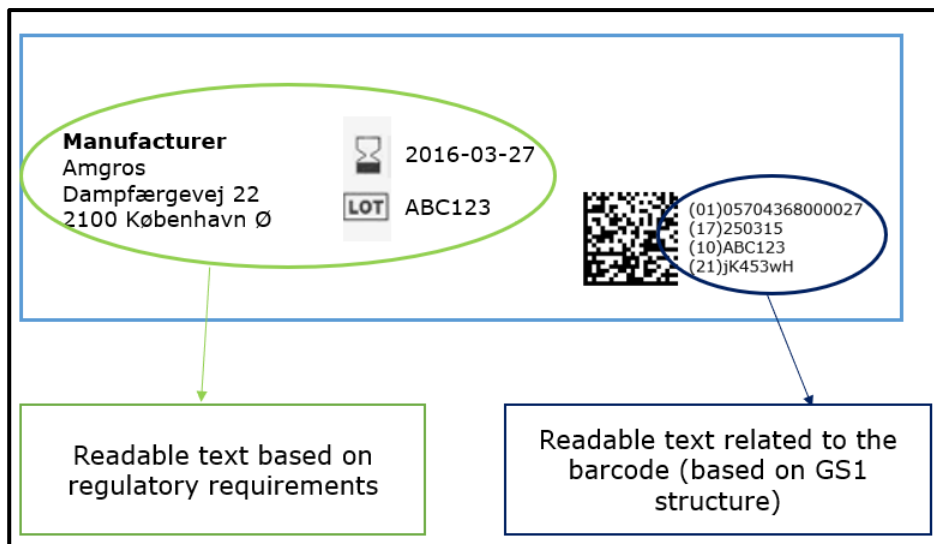 Manufacturer
Amgros
Dampfærgevej 22
2100 København Ø
2016-03-27
LOT ABC123
(01)05704368000027
(17)250315
(10)ABC123
(21)jK453wH
Readable text based on
regulatory requirements
Readable text related to the
barcode (based on GS1
structure)